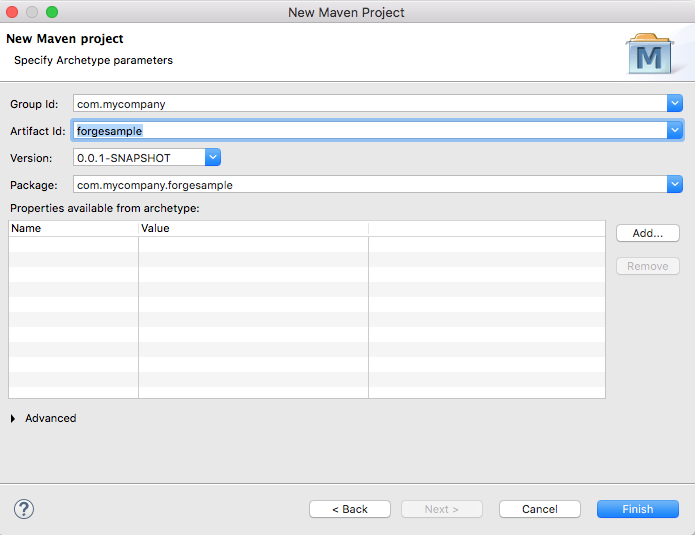 New Maven Project
New Maven project
Specify Archetype parameters
M
Group Id: com.mycompany
Artifact Id: forgesample
Version: 0.0.1-SNAPSHOT
Package: com.mycompany.forgesample
Properties available from archetype:
Name Value
Add...
Remove
Advanced
? < Back Next > Cancel Finish